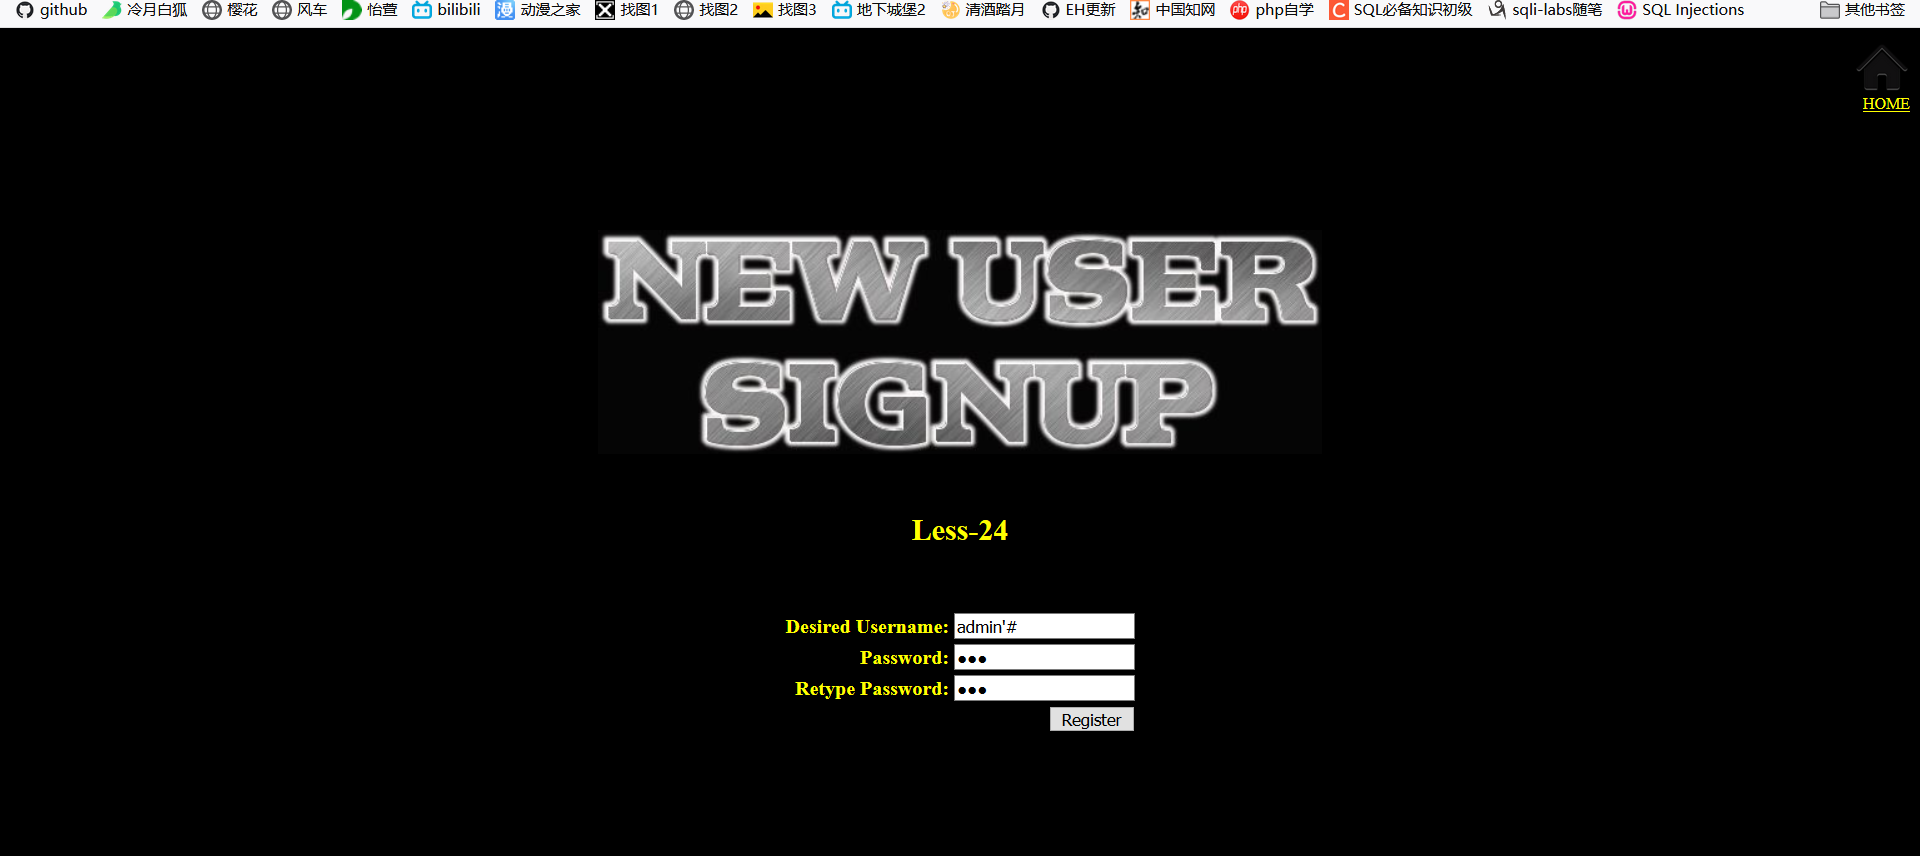 github 冷月白狐 樱花 风车 怡萱 bilibili 动漫之家 找图1 找图2 找图3 地下城堡2 清酒踏月 EH更新 中国知网 php自学 SQL必备知识初级 sqli-labs随笔 SQL Injections 其他书签
HOME
NEW USER
SIGNUP
Less-24
Desired Username: admin'#
Password: •••
Retype Password: •••
Register